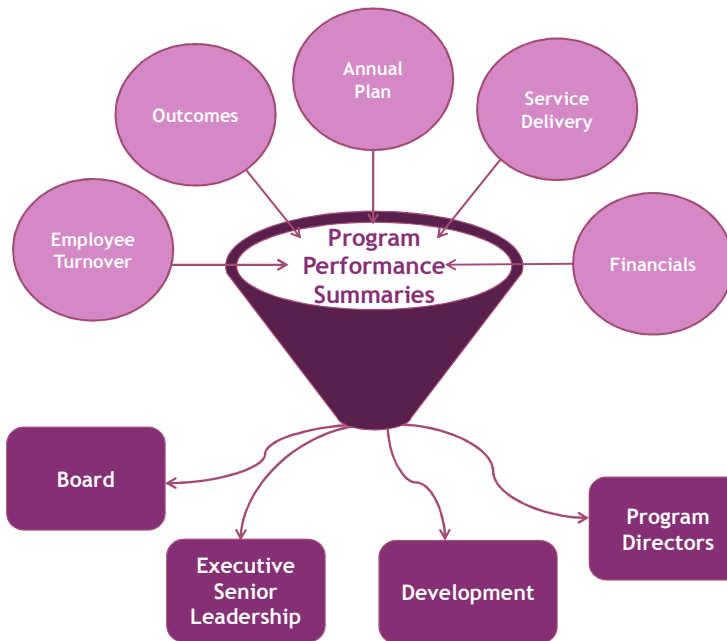 Annual
Plan
Outcomes
Service
Delivery
Employee
Turnover
Program
Performance
Summaries
Financials
Board
Program
Directors
Executive
Senior
Leadership
Development